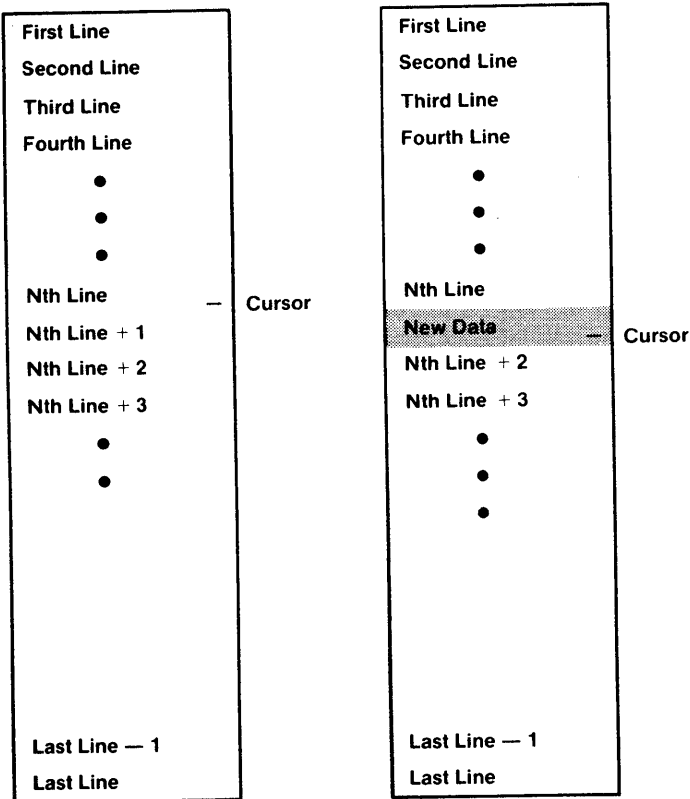 First Line
Second Line
Third Line
Fourth Line
Nth Line
Cursor
Nth Line + 1
Nth Line + 2
Nth Line + 3
Last Line — 1
Last Line
First Line
Second Line
Third Line
Fourth Line
Nth Line
New Data
Cursor
Nth Line + 2
Nth Line + 3
Last Line — 1
Last Line